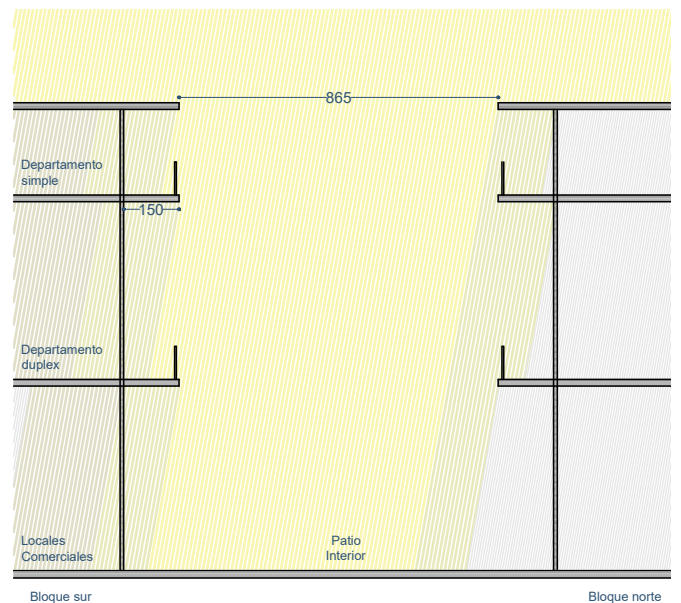 865
Departamento
simple
150
Departamento
duplex
Locales
Comerciales
Patio
Interior
Bloque sur
Bloque norte